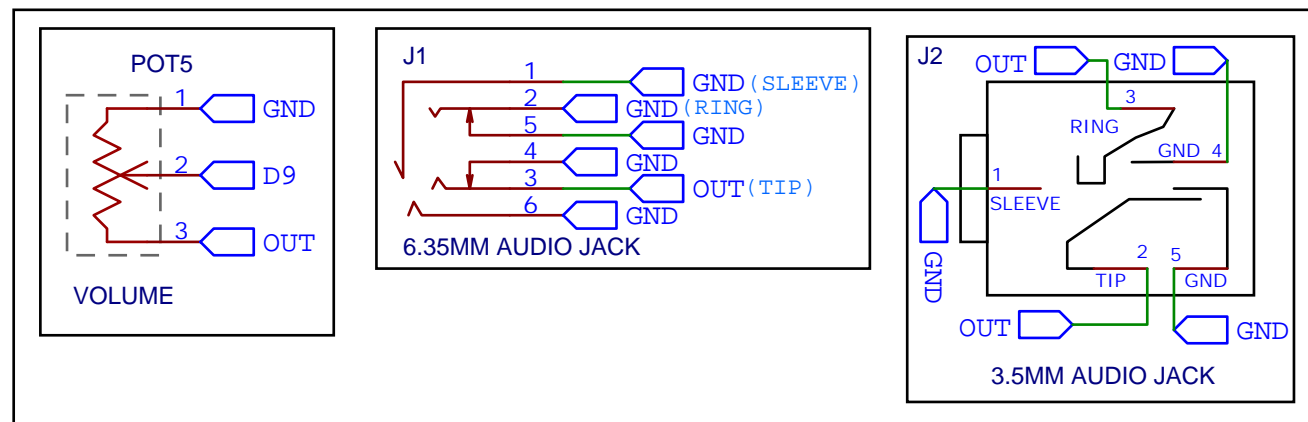 POT5
1 GND
2 D9
3 OUT
VOLUME
J1
1 GND (SLEEVE)
2 GND (RING)
5 GND
4 GND
3 OUT (TIP)
6 GND
6.35MM AUDIO JACK
J2
OUT GND
3
RING
GND 4
1
SLEEVE
GND
2 5
TIP GND
OUT GND
3.5MM AUDIO JACK